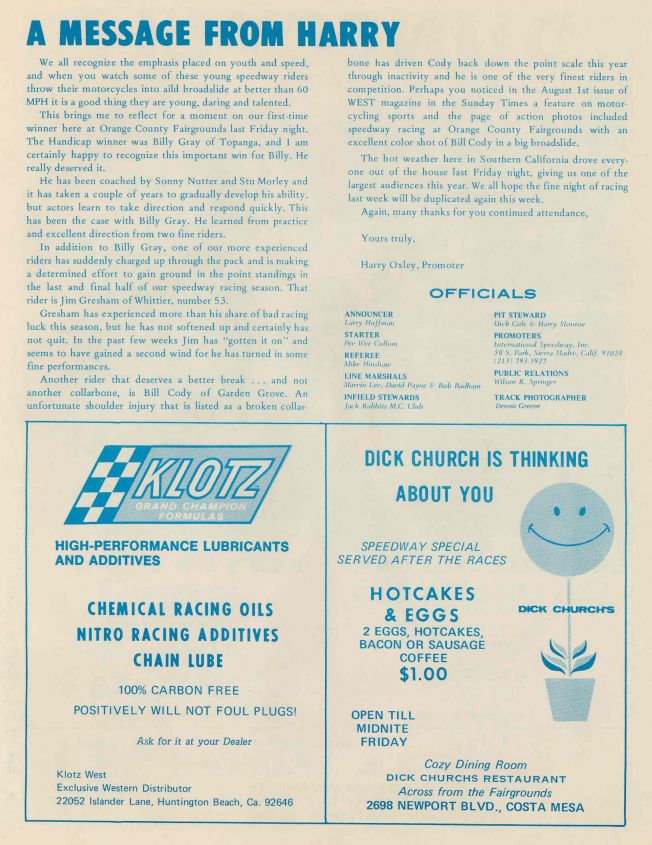 A MESSAGE FROM HARRY
We all recognize the emphasis placed on youth and speed,
and when you watch some of these young speedway riders
throw their motorcycles into aild broadslide at better than 60
MPH it is a good thing they are young, daring and talented.
This brings me to reflect for a moment on our first-time
winner here at Orange County Fairgrounds last Friday night.
The Handicap winner was Billy Gray of Topanga, and I am
certainly happy to recognize this important win for Billy. He
really deserved it.
He has been coached by Sonny Nutter and Stu Morley and
it has taken a couple of years to gradually develop his ability.
but actors learn to take direction and respond quickly. This
has been the case with Billy Gray. He learned from practice
and excellent direction from two fine riders.
In addition to Billy Gray, one of our more experienced
riders has suddenly charged up through the pack and is making
a determined effort to gain ground in the point standings in
the last and final half of our speedway racing season. That
rider is Jim Gresham of Whittier, number 53.
Gresham has experienced more than his share of bad racing
luck this season, but he has not softened up and certainly has
not quit. In the past few weeks Jim has "gotten it on" and
seems to have gained a second wind for he has turned in some
fine performances.
Another rider that deserves a better break . . . and not
another collarbone, is Bill Cody of Garden Grove. An
unfortunate shoulder injury that is listed as a broken collar-
bone has driven Cody back down the point scale this year
through inactivity and he is one of the very finest riders in
competition. Perhaps you noticed in the August 1st issue of
WEST magazine in the Sunday Times a feature on motor-
cycling sports and the page of action photos included
speedway racing at Orange County Fairgrounds with an
excellent color shot of Bill Cody in a big broadslide.
The hot weather here in Southern California drove every-
one out of the house last Friday night, giving us one of the
largest audiences this year. We all hope the fine night of racing
last week will be duplicated again this week.
Again, many thanks for you continued attendance,
Yours truly,
Harry Oxley, Promoter
OFFICIALS
ANNOUNCER
Larry Huffman
STARTER
Pee Wee Cullum
REFEREE
Mike Hinshaw
LINE MARSHALS
Marvin Lee, David Payne & Bob Badham
INFIELD STEWARDS
Jack Rabbits M.C. Club
PIT STEWARD
Dick Cole & Harry Monroe
PROMOTERS
International Speedway, Inc.
50 S. Park, Sierra Madre, Calif. 91024
(213) 793-3927
PUBLIC RELATIONS
Wilson R. Springer
TRACK PHOTOGRAPHER
Dennis Greene
KLOTZ
GRAND CHAMPION
FORMULAS
HIGH-PERFORMANCE LUBRICANTS
AND ADDITIVES
CHEMICAL RACING OILS
NITRO RACING ADDITIVES
CHAIN LUBE
100% CARBON FREE
POSITIVELY WILL NOT FOUL PLUGS!
Ask for it at your Dealer
Klotz West
Exclusive Western Distributor
22052 Islander Lane, Huntington Beach, Ca. 92646
DICK CHURCH IS THINKING
ABOUT YOU
SPEEDWAY SPECIAL
SERVED AFTER THE RACES
HOTCAKES
& EGGS
2 EGGS, HOTCAKES,
BACON OR SAUSAGE
COFFEE
$1.00
DICK CHURCH'S
OPEN TILL
MIDNITE
FRIDAY
Cozy Dining Room
DICK CHURCHS RESTAURANT
Across from the Fairgrounds
2698 NEWPORT BLVD., COSTA MESA